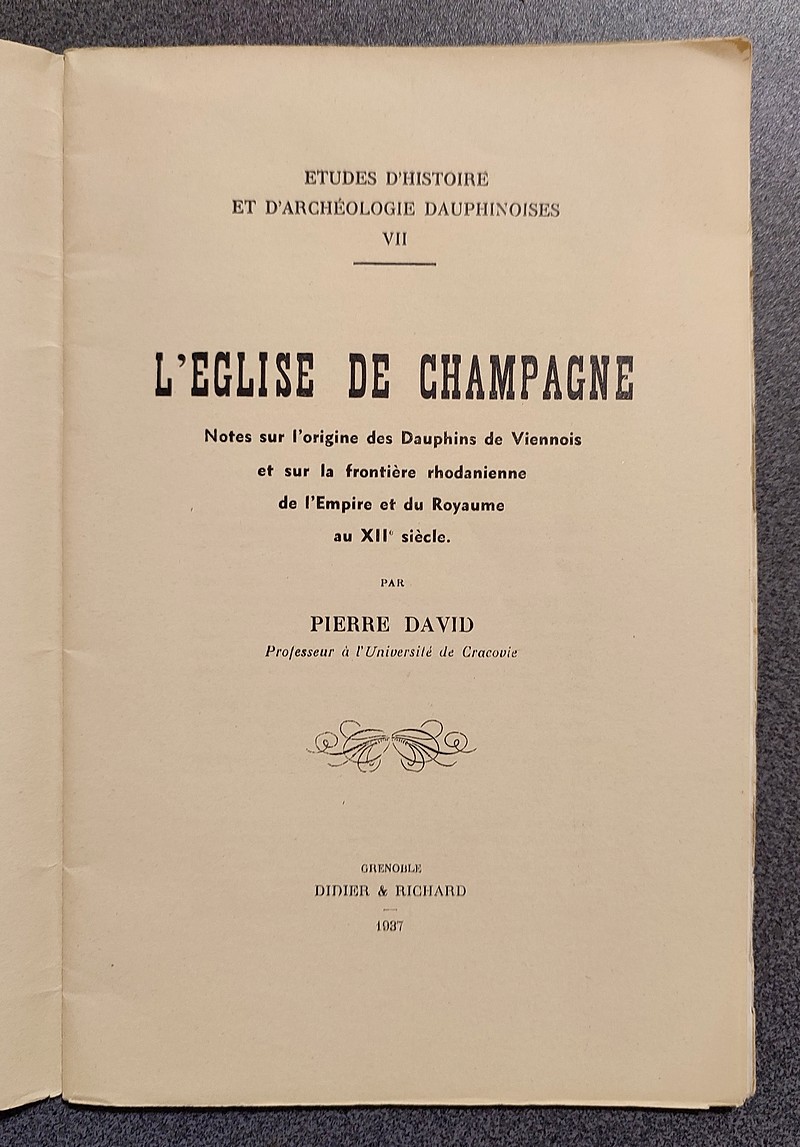 ETUDES D'HISTOIRE
ET D'ARCHÉOLOGIE DAUPHINOISES
VII
L'EGLISE DE CHAMPAGNE
Notes sur l'origine des Dauphins de Viennois
et sur la frontière rhodanienne
de l'Empire et du Royaume
au XIIe siècle.
PAR
PIERRE DAVID
Professeur à l'Université de Cracovie
GRENOBLE
DIDIER & RICHARD
1937